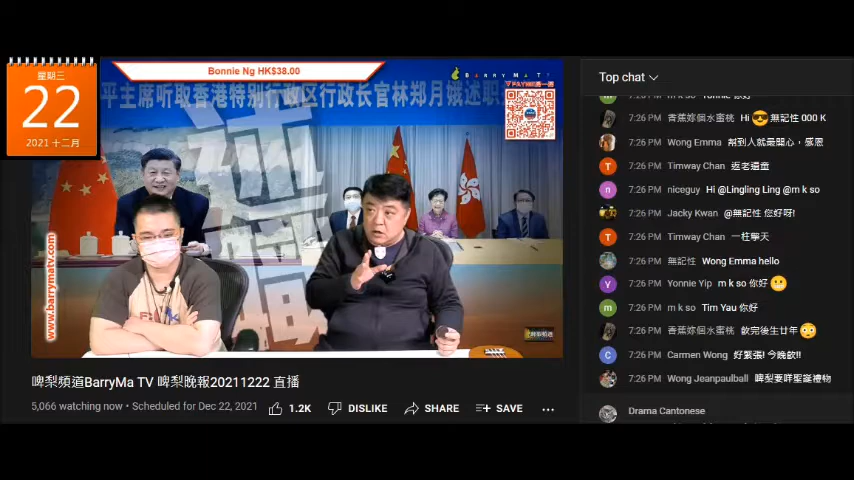 星期三
22
2021 十二月
Bonnie Ng HK$38.00
BARRYMATV
平主席听取香港特别行政区行政长官林郑月娥述职
www.barrymatv.com
啤梨頻道BarryMa TV 啤梨晚報20211222 直播
5,066 watching now • Scheduled for Dec 22, 2021
1.2K
DISLIKE
SHARE
SAVE
Top chat
7:26 PM m k so Yonnie 你好
7:26 PM 香蕉妳個水蜜桃 Hi😎無記性 000 K
7:26 PM Wong Emma 幫到人就最開心，感恩
7:26 PM Timway Chan 返老還童
7:26 PM niceguy Hi @Lingling Ling @m k so
7:26 PM Jacky Kwan @無記性 您好呀!
7:26 PM Timway Chan 一柱擎天
7:26 PM 無記性 Wong Emma hello
7:26 PM Yonnie Yip m k so 你好😬
7:26 PM m k so Tim Yau 你好
7:26 PM 香蕉妳個水蜜桃 飲完後生廿年😳
7:26 PM Carmen Wong 好緊張! 今晚飲!!
7:26 PM Wong Jeanpaulball 啤梨要咩聖誕禮物
Drama Cantonese